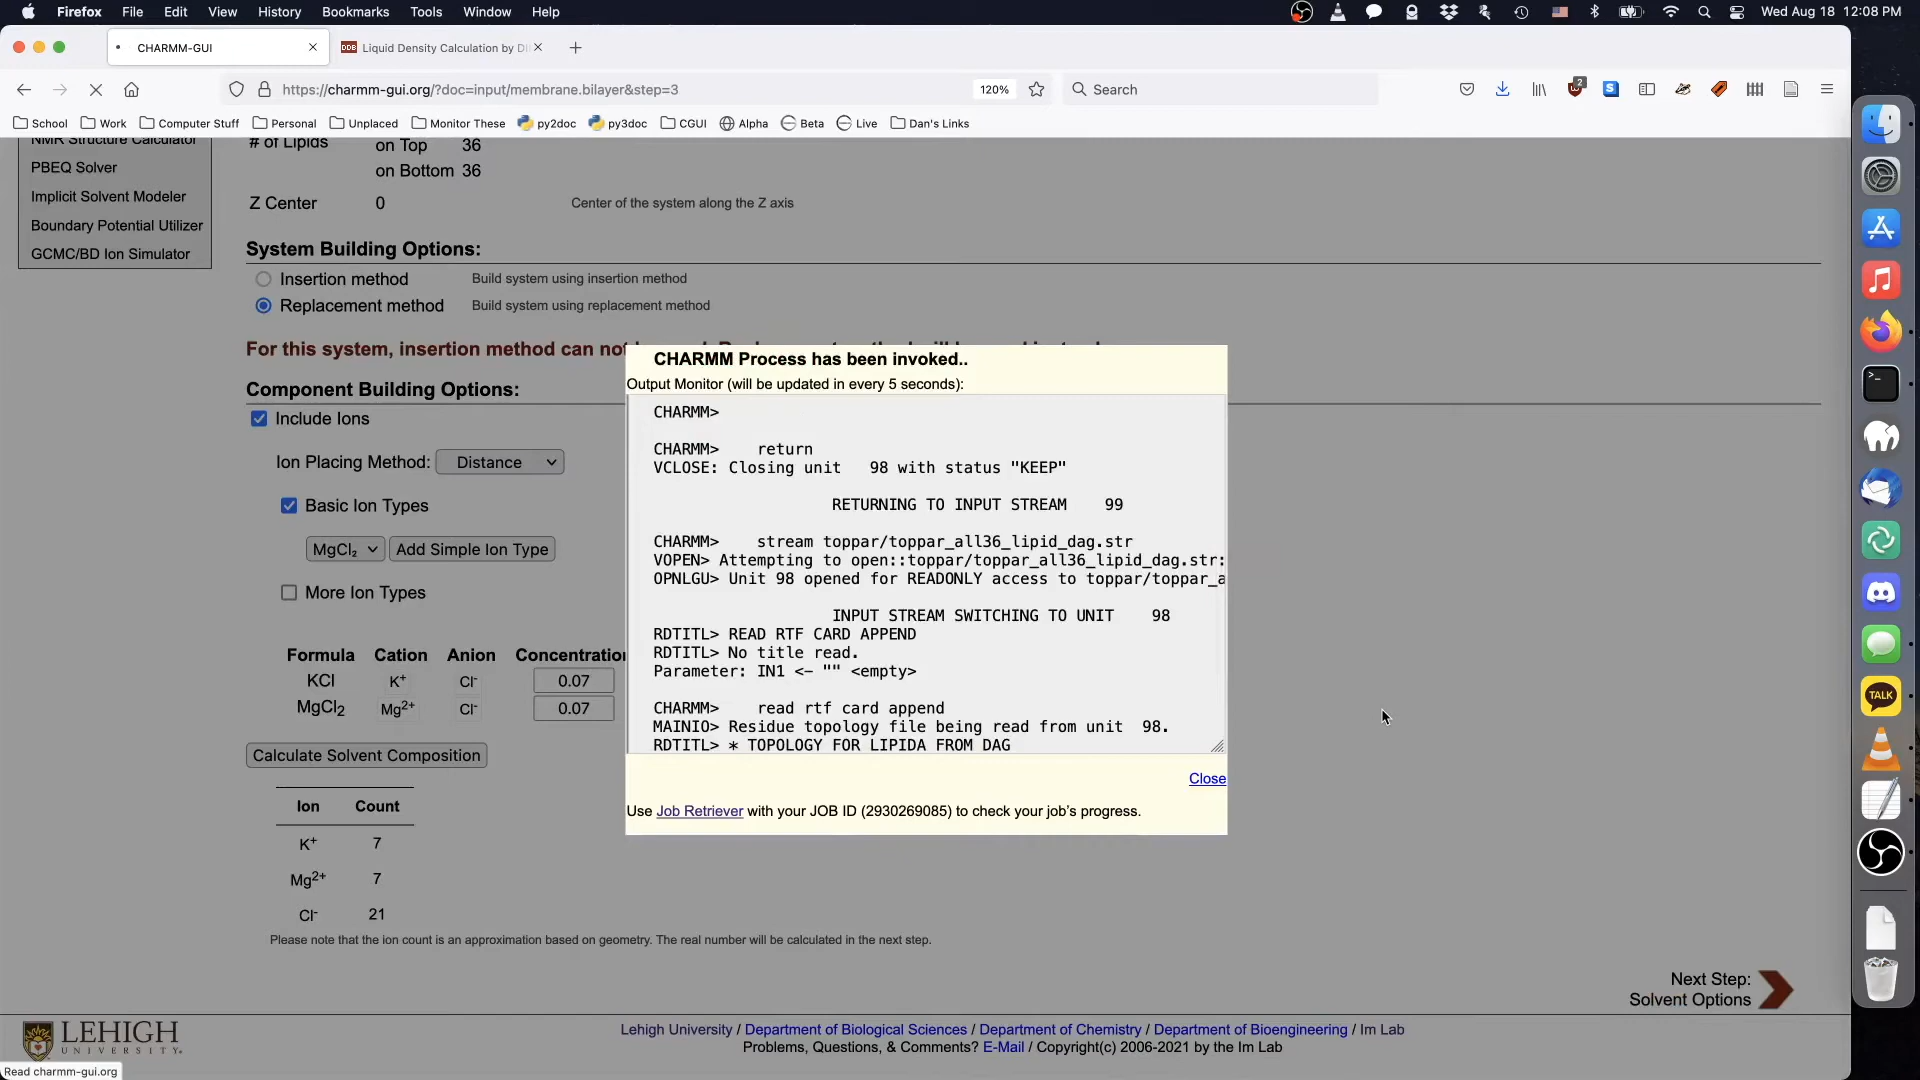 Firefox File Edit View History Bookmarks Tools Window Help
Wed Aug 18 12:08 PM
CHARMM-GUI
DDB Liquid Density Calculation by
https://charmm-gui.org/?doc=input/membrane.bilayer&step=3
120%
Search
2
School Work Computer Stuff Personal Unplaced Monitor These py2doc py3doc CGUI Alpha Beta Live Dan's Links
NMR Structure Calculator
PBEQ Solver
Implicit Solvent Modeler
Boundary Potential Utilizer
GCMC/BD Ion Simulator
# of Lipids on Top 36
on Bottom 36
Z Center 0 Center of the system along the Z axis
System Building Options:
Insertion method Build system using insertion method
Replacement method Build system using replacement method
For this system, insertion method can not
Component Building Options:
Include Ions
Ion Placing Method: Distance
Basic Ion Types
MgCl₂ Add Simple Ion Type
More Ion Types
Formula Cation Anion Concentration
KCl K⁺ Cl⁻ 0.07
MgCl₂ Mg²⁺ Cl⁻ 0.07
Calculate Solvent Composition
Ion Count
K⁺ 7
Mg²⁺ 7
Cl⁻ 21
Please note that the ion count is an approximation based on geometry. The real number will be calculated in the next step.
CHARMM Process has been invoked..
Output Monitor (will be updated in every 5 seconds):
CHARMM>
CHARMM> return
VCLOSE: Closing unit 98 with status "KEEP"
RETURNING TO INPUT STREAM 99
CHARMM> stream toppar/toppar_all36_lipid_dag.str
VOPEN> Attempting to open::toppar/toppar_all36_lipid_dag.str:
OPNLGU> Unit 98 opened for READONLY access to toppar/toppar_a
INPUT STREAM SWITCHING TO UNIT 98
RDTITL> READ RTF CARD APPEND
RDTITL> No title read.
Parameter: IN1 <- "" <empty>
CHARMM> read rtf card append
MAINIO> Residue topology file being read from unit 98.
RDTITL> * TOPOLOGY FOR LIPIDA FROM DAG
Close
Use Job Retriever with your JOB ID (2930269085) to check your job's progress.
Next Step:
Solvent Options
LEHIGH
UNIVERSITY
Lehigh University / Department of Biological Sciences / Department of Chemistry / Department of Bioengineering / Im Lab
Problems, Questions, & Comments? E-Mail / Copyright(c) 2006-2021 by the Im Lab
Read charmm-gui.org
TALK